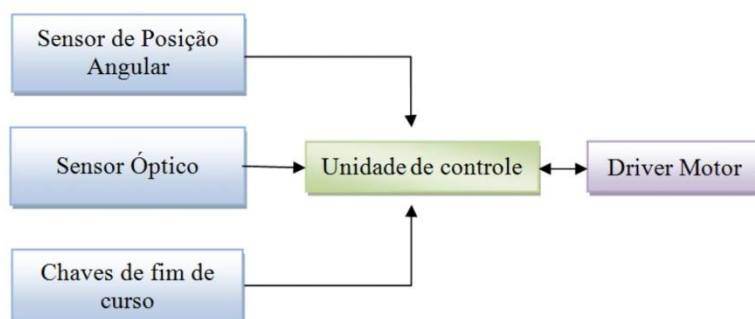 Sensor de Posição
Angular
Sensor Óptico
Unidade de controle
Driver Motor
Chaves de fim de
curso